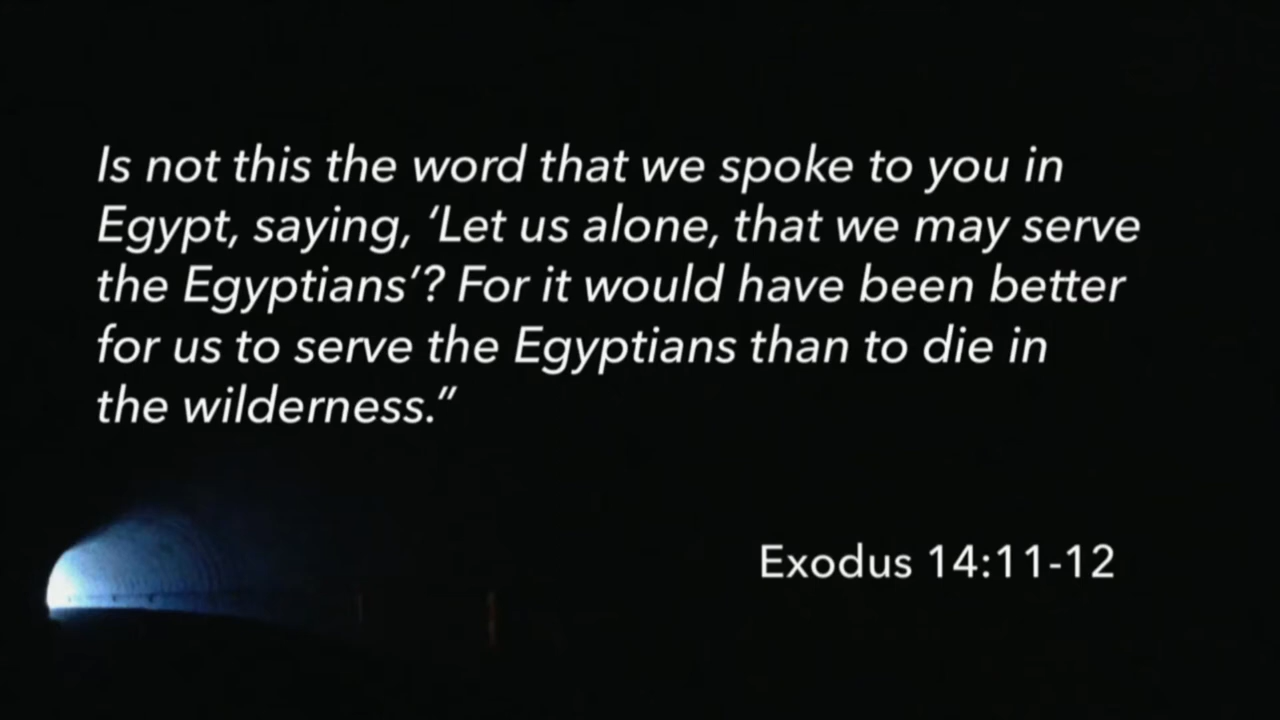 Is not this the word that we spoke to you in
Egypt, saying, ‘Let us alone, that we may serve
the Egyptians’? For it would have been better
for us to serve the Egyptians than to die in
the wilderness.”
Exodus 14:11-12